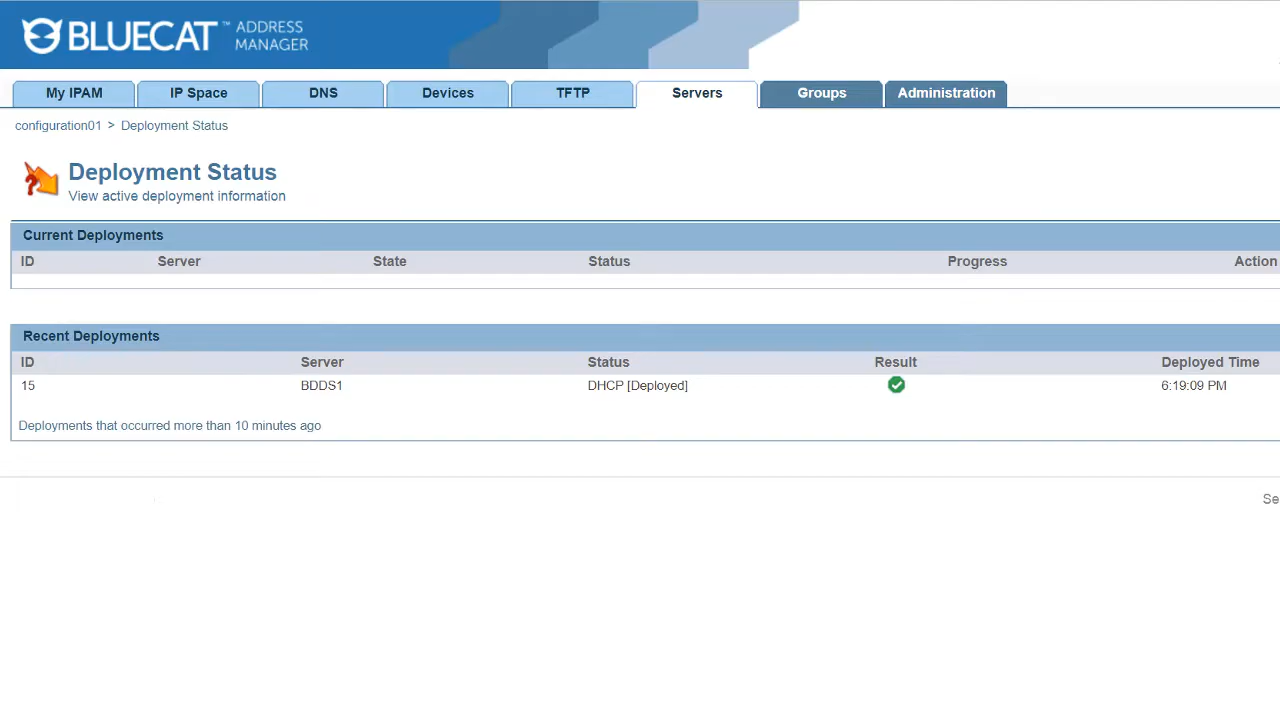 BLUECAT™ ADDRESS MANAGER
My IPAM IP Space DNS Devices TFTP Servers Groups Administration
configuration01 > Deployment Status
Deployment Status
View active deployment information
Current Deployments
ID Server State Status Progress Action
Recent Deployments
ID Server Status Result Deployed Time
15 BDDS1 DHCP [Deployed] 6:19:09 PM
Deployments that occurred more than 10 minutes ago
Se